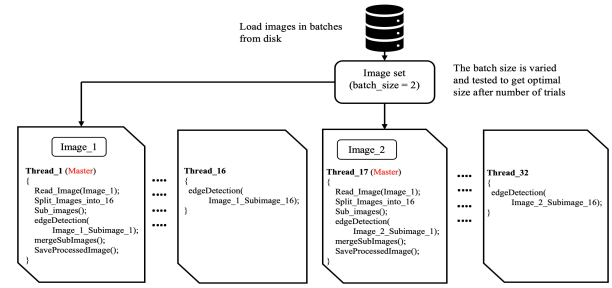 Load images in batches
from disk
Image set
(batch_size = 2)
The batch size is varied
and tested to get optimal
size after number of trials
Image_1
Thread_1 (Master)
{
Read_Image(Image_1);
Split_Images_into_16
Sub_images();
edgeDetection(
Image_1_Subimage_1);
mergeSubImages();
SaveProcessedImage();
}
Thread_16
{
edgeDetection(
Image_1_Subimage_16);
}
Image_2
Thread_17 (Master)
{
Read_Image(Image_1);
Split_Images_into_16
Sub_images();
edgeDetection(
Image_2_Subimage_1);
mergeSubImages();
SaveProcessedImage();
}
Thread_32
{
edgeDetection(
Image_2_Subimage_16);
}